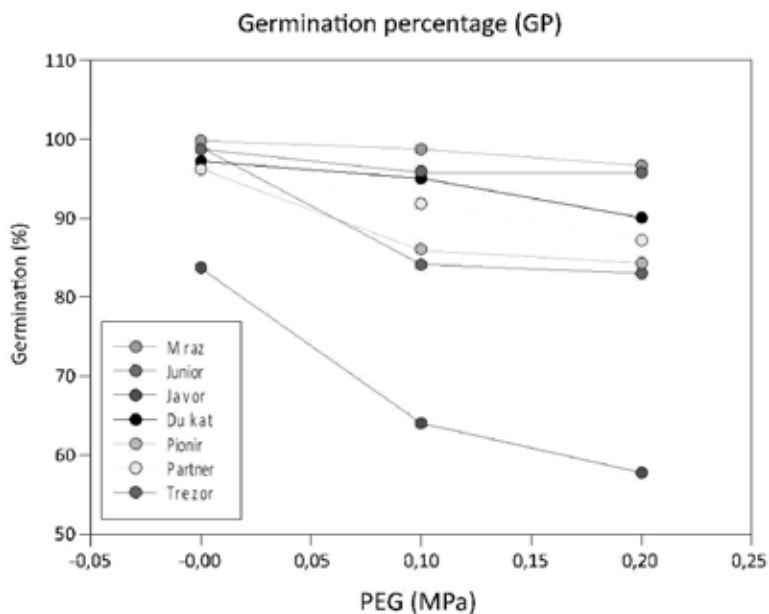 Germination percentage (GP)
110
100
90
80
70
60
50
Germination (%)
Miraz
Junior
Javor
Dukat
Pionir
Partner
Trezor
-0,05
-0,00
0,05
0,10
0,15
0,20
0,25
PEG (MPa)